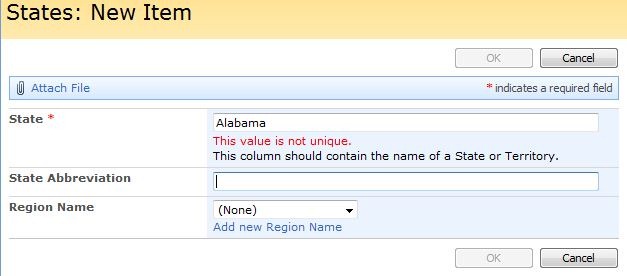 States: New Item
OK Cancel
Attach File * indicates a required field
State * Alabama
This value is not unique.
This column should contain the name of a State or Territory.
State Abbreviation
Region Name (None)
Add new Region Name
OK Cancel